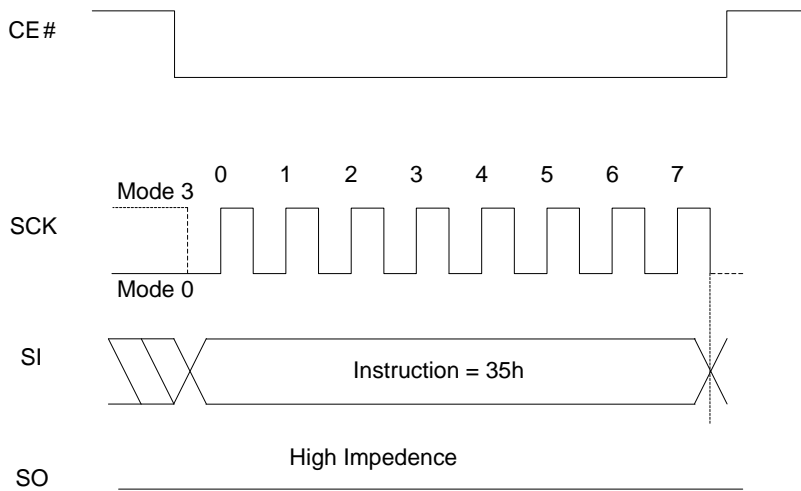 CE#
0 1 2 3 4 5 6 7
Mode 3
SCK
Mode 0
SI
Instruction = 35h
High Impedence
SO